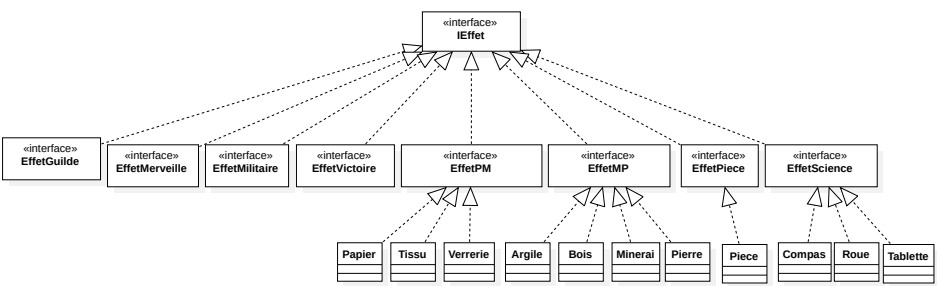 «interface»
IEffet
«interface»
EffetGuilde
«interface»
EffetMerveille
«interface»
EffetMilitaire
«interface»
EffetVictoire
«interface»
EffetPM
«interface»
EffetMP
«interface»
EffetPiece
«interface»
EffetScience
Papier
Tissu
Verrerie
Argile
Bois
Minerai
Pierre
Piece
Compas
Roue
Tablette